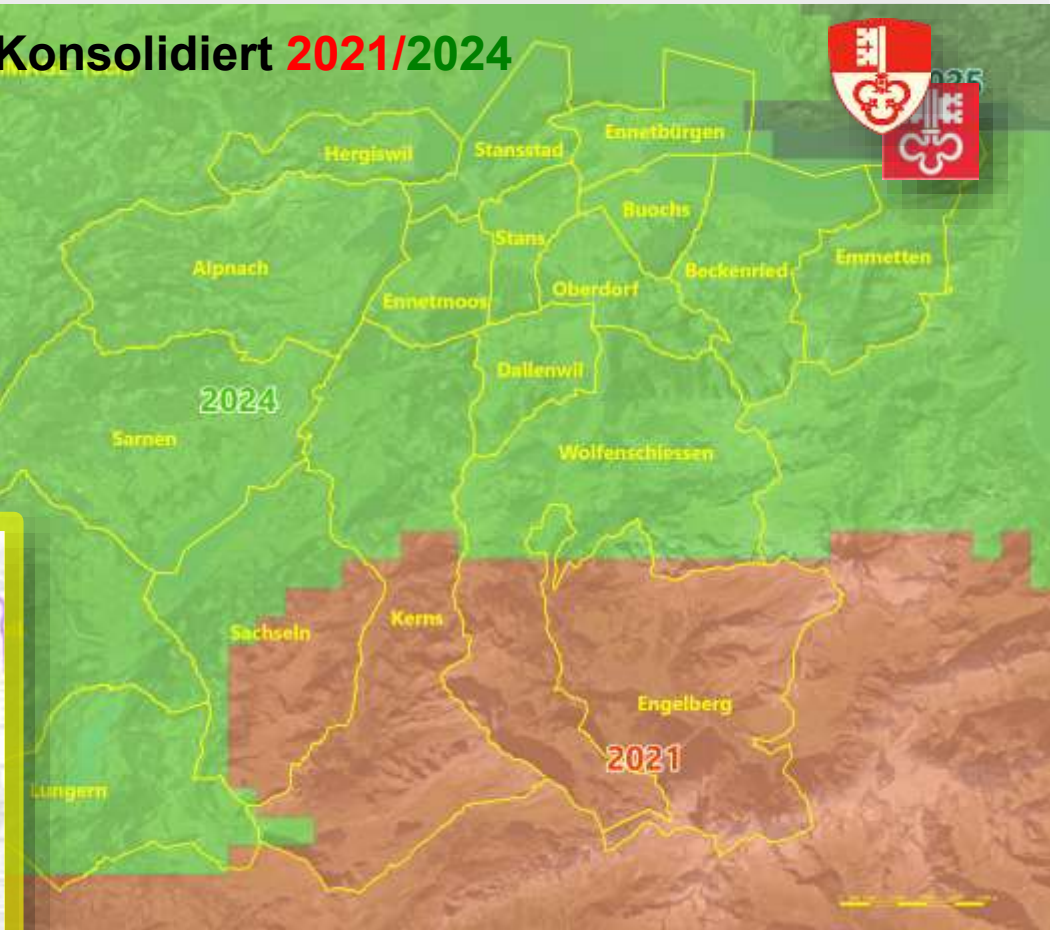 Konsolidiert 2021/2024
Ennetbürgen
Hergiswil
Stansstad
Buochs
Stans
Alpnach
Beckenried
Emmetten
Ennetmoos
Oberdorf
Dallenwil
2024
Sarnen
Wolfenschiessen
Kerns
Sachseln
Engelberg
2021
Lungern